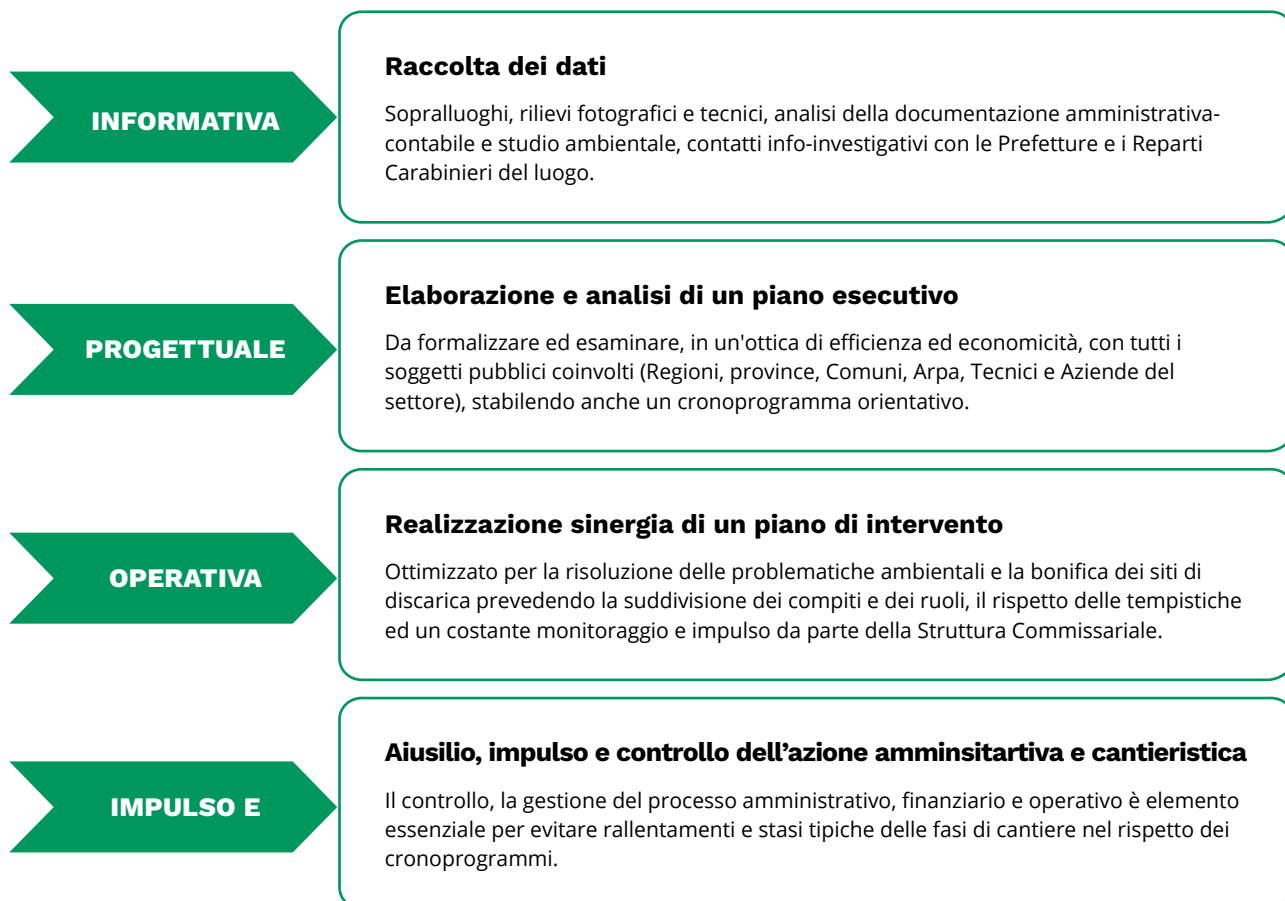 INFORMATIVA
Raccolta dei dati
Sopralluoghi, rilievi fotografici e tecnici, analisi della documentazione amministrativa-
contabile e studio ambientale, contatti info-investigativi con le Prefetture e i Reparti
Carabinieri del luogo.
PROGETTUALE
Elaborazione e analisi di un piano esecutivo
Da formalizzare ed esaminare, in un'ottica di efficienza ed economicità, con tutti i
soggetti pubblici coinvolti (Regioni, province, Comuni, Arpa, Tecnici e Aziende del
settore), stabilendo anche un cronoprogramma orientativo.
OPERATIVA
Realizzazione sinergia di un piano di intervento
Ottimizzato per la risoluzione delle problematiche ambientali e la bonifica dei siti di
discarica prevedendo la suddivisione dei compiti e dei ruoli, il rispetto delle tempistiche
ed un costante monitoraggio e impulso da parte della Struttura Commissariale.
IMPULSO E
Aiusilio, impulso e controllo dell’azione amminsitartiva e cantieristica
Il controllo, la gestione del processo amministrativo, finanziario e operativo è elemento
essenziale per evitare rallentamenti e stasi tipiche delle fasi di cantiere nel rispetto dei
cronoprogrammi.